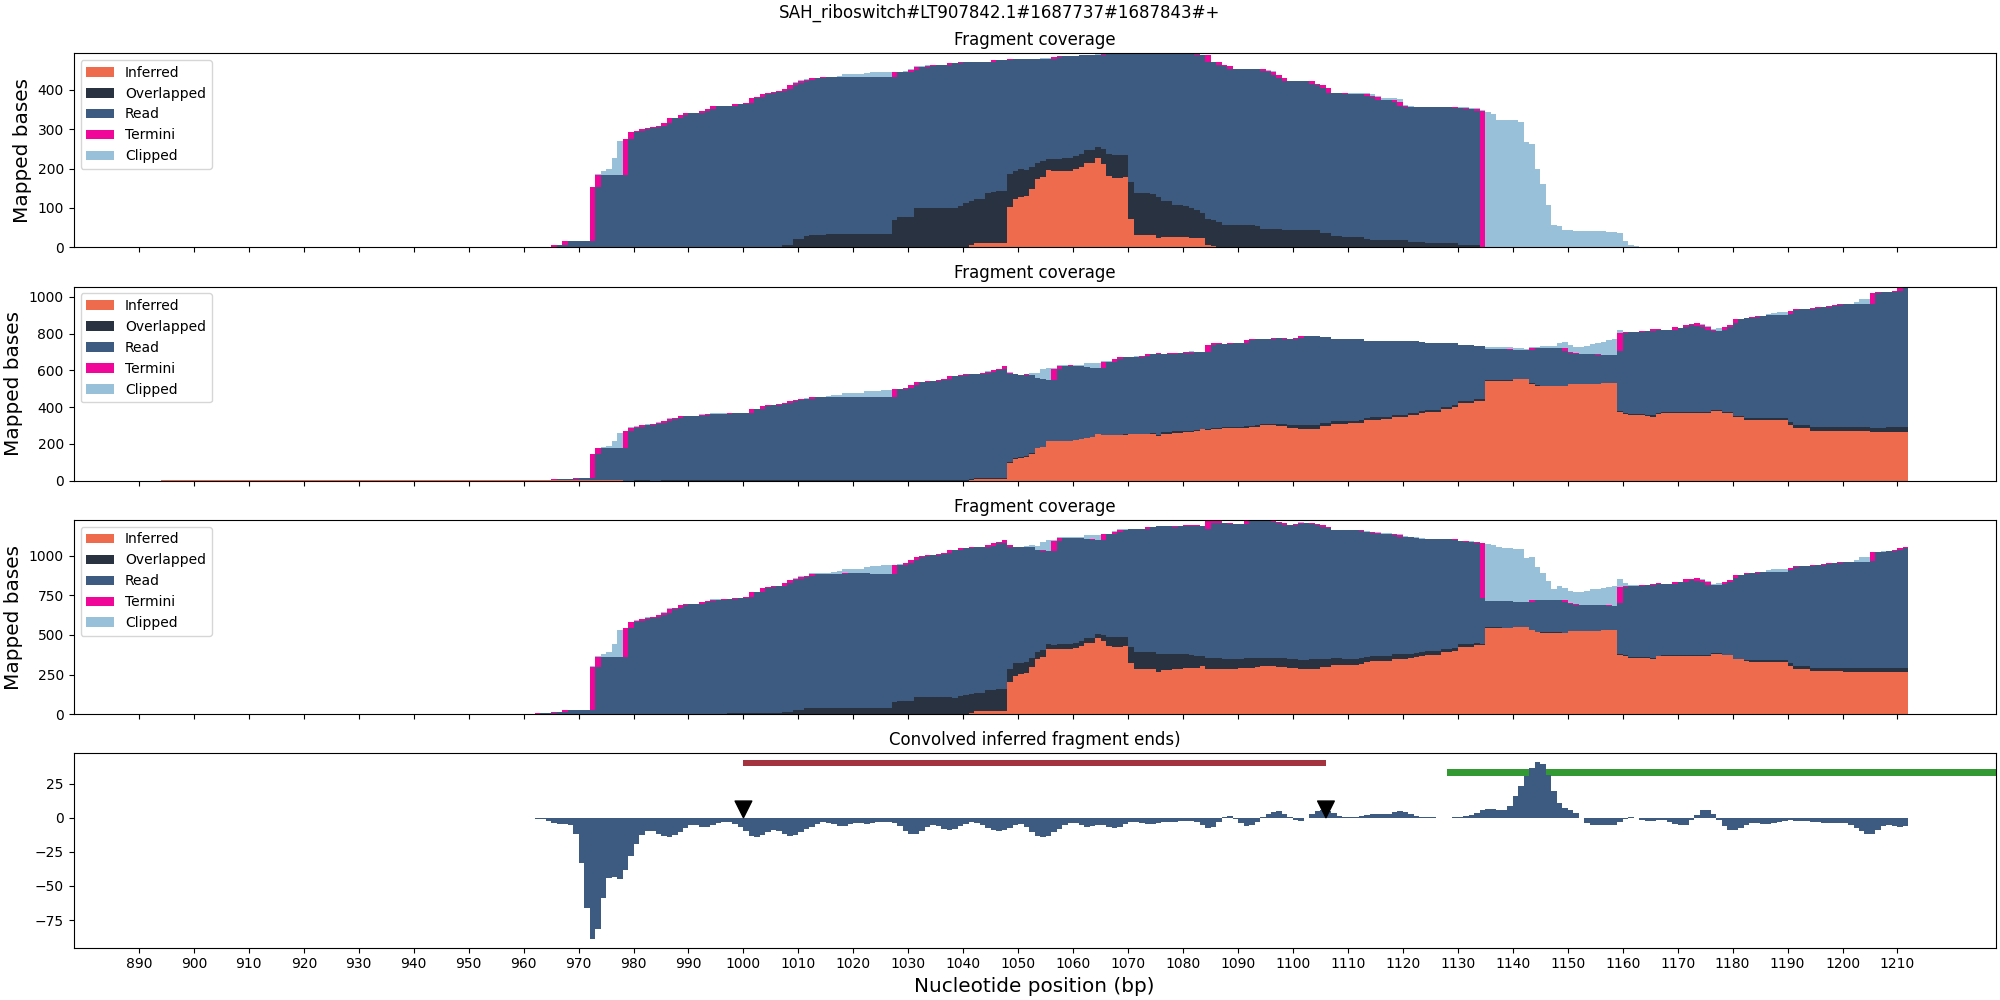 SAH_riboswitch#LT907842.1#1687737#1687843#+
Fragment coverage
Mapped bases
400
300
200
100
0
Inferred
Overlapped
Read
Termini
Clipped
Fragment coverage
Mapped bases
1000
800
600
400
200
0
Inferred
Overlapped
Read
Termini
Clipped
Fragment coverage
Mapped bases
1000
750
500
250
0
Inferred
Overlapped
Read
Termini
Clipped
Convolved inferred fragment ends)
25
0
−25
−50
−75
890 900 910 920 930 940 950 960 970 980 990 1000 1010 1020 1030 1040 1050 1060 1070 1080 1090 1100 1110 1120 1130 1140 1150 1160 1170 1180 1190 1200 1210
Nucleotide position (bp)